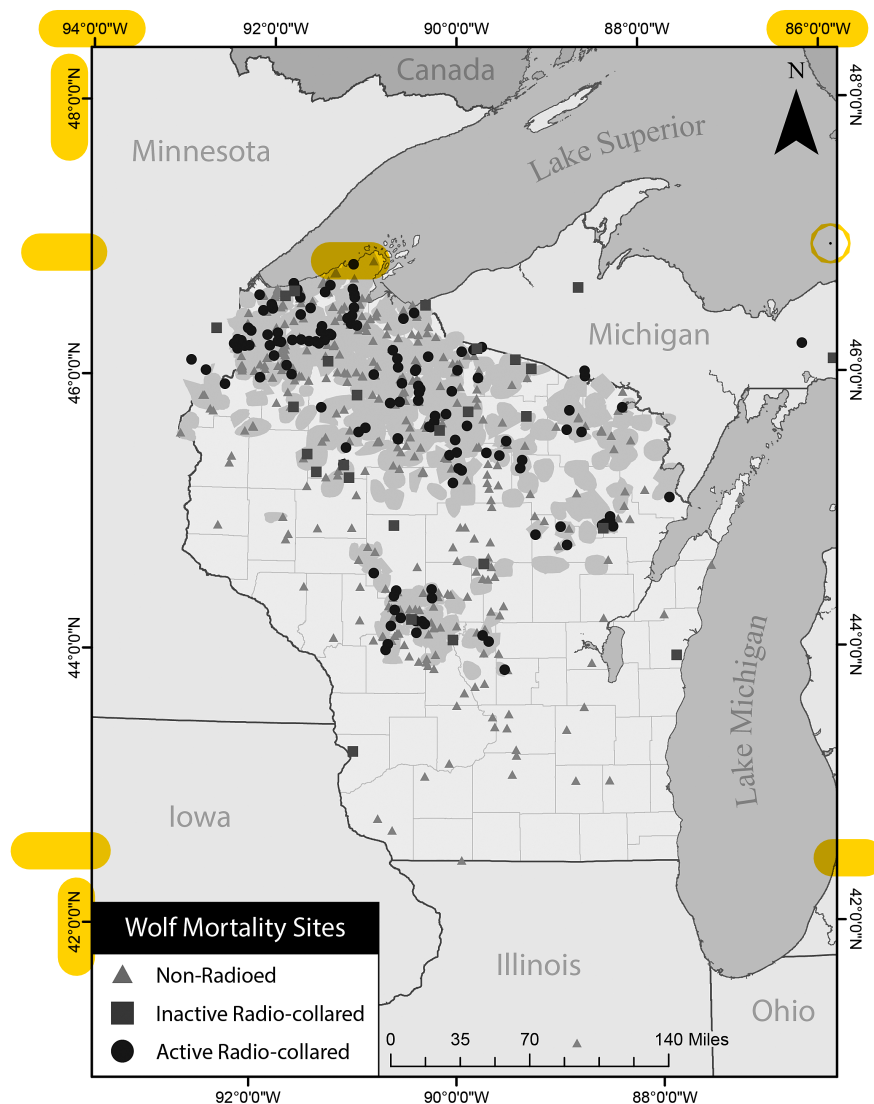 94°0'0"W 92°0'0"W 90°0'0"W 88°0'0"W 86°0'0"W
N
Canada
48°0'0"N
48°0'0"N
Minnesota
Lake Superior
Michigan
46°0'0"N
46°0'0"N
44°0'0"N
44°0'0"N
Lake Michigan
Iowa
42°0'0"N
42°0'0"N
Wolf Mortality Sites
Non-Radioed
Inactive Radio-collared
Active Radio-collared
Illinois
Ohio
0 35 70 140 Miles
92°0'0"W 90°0'0"W 88°0'0"W